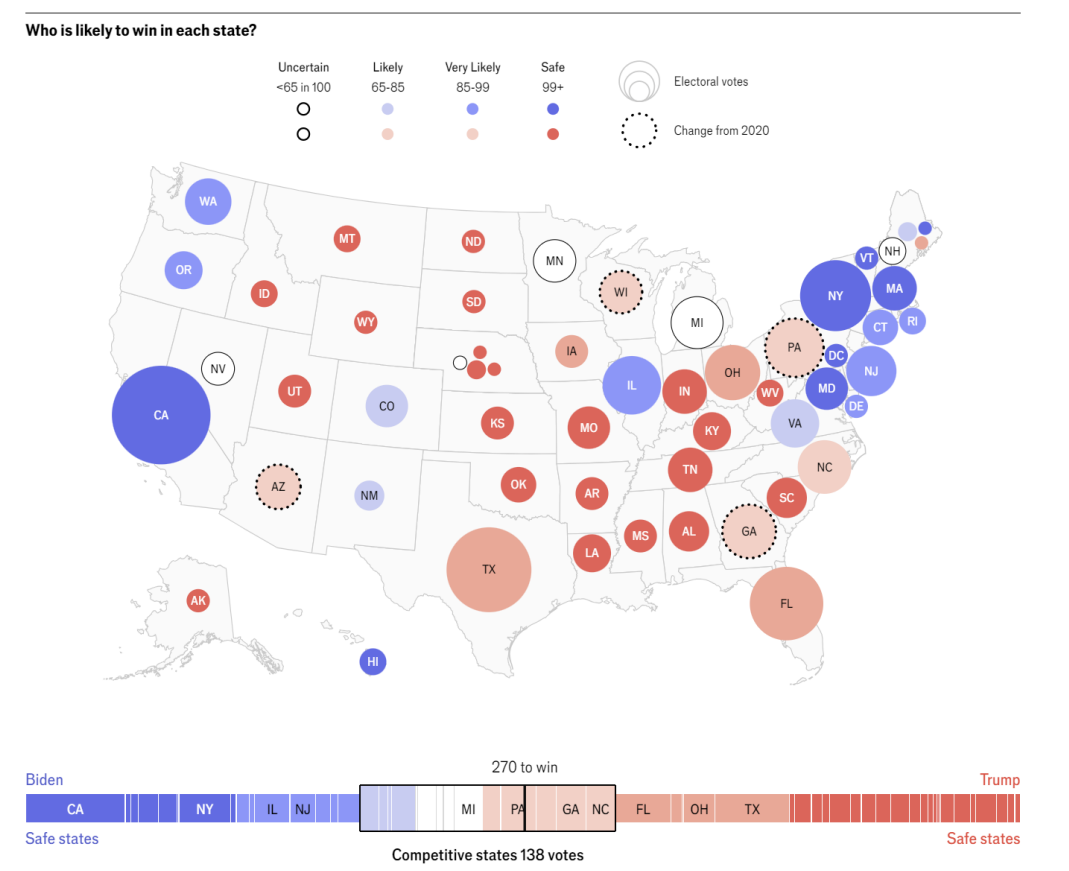 Who is likely to win in each state?
Uncertain Likely Very Likely Safe
<65 in 100 65-85 85-99 99+
Electoral votes
Change from 2020
WA
MT
ND
MN
NH
VT
OR
ID
SD
WI
NY
MA
WY
MI
RI
CT
NV
IA
PA
DC
UT
CO
IL
IN
OH
NJ
WV
MD
DE
CA
KS
MO
KY
VA
AZ
NM
OK
TN
NC
AR
SC
MS
AL
GA
LA
TX
AK
FL
HI
270 to win
Biden Trump
CA NY IL NJ MI PA GA NC FL OH TX
Safe states Safe states
Competitive states 138 votes